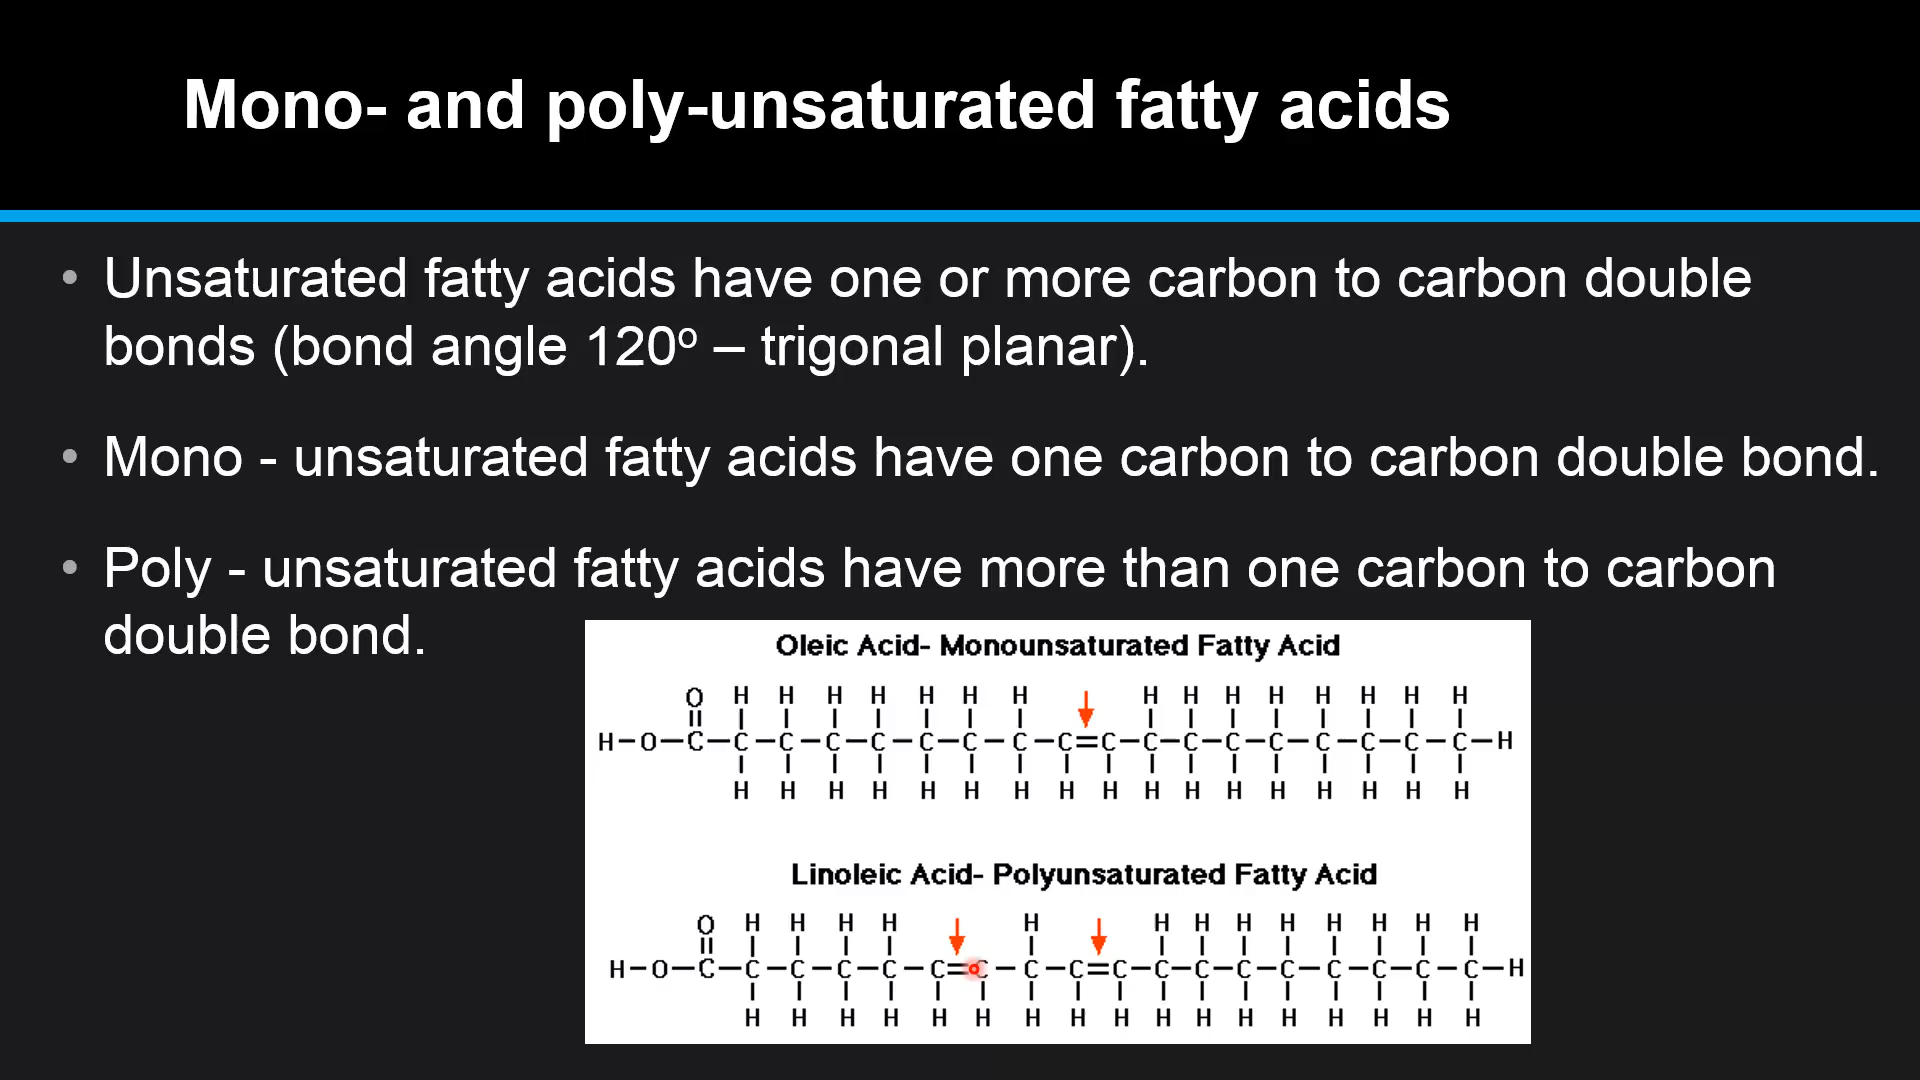 Mono- and poly-unsaturated fatty acids
• Unsaturated fatty acids have one or more carbon to carbon double
bonds (bond angle 120º – trigonal planar).
• Mono - unsaturated fatty acids have one carbon to carbon double bond.
• Poly - unsaturated fatty acids have more than one carbon to carbon
double bond.
Oleic Acid- Monounsaturated Fatty Acid
O H H H H H H H H H H H H H H H
H-O-C-C-C-C-C-C-C-C-C=C-C-C-C-C-C-C-C-C-H
H H H H H H H H H H H H H H H H H
Linoleic Acid- Polyunsaturated Fatty Acid
O H H H H H H H H H H H H H
H-O-C-C-C-C-C-C=C-C-C=C-C-C-C-C-C-C-C-C-H
H H H H H H H H H H H H H H H H H